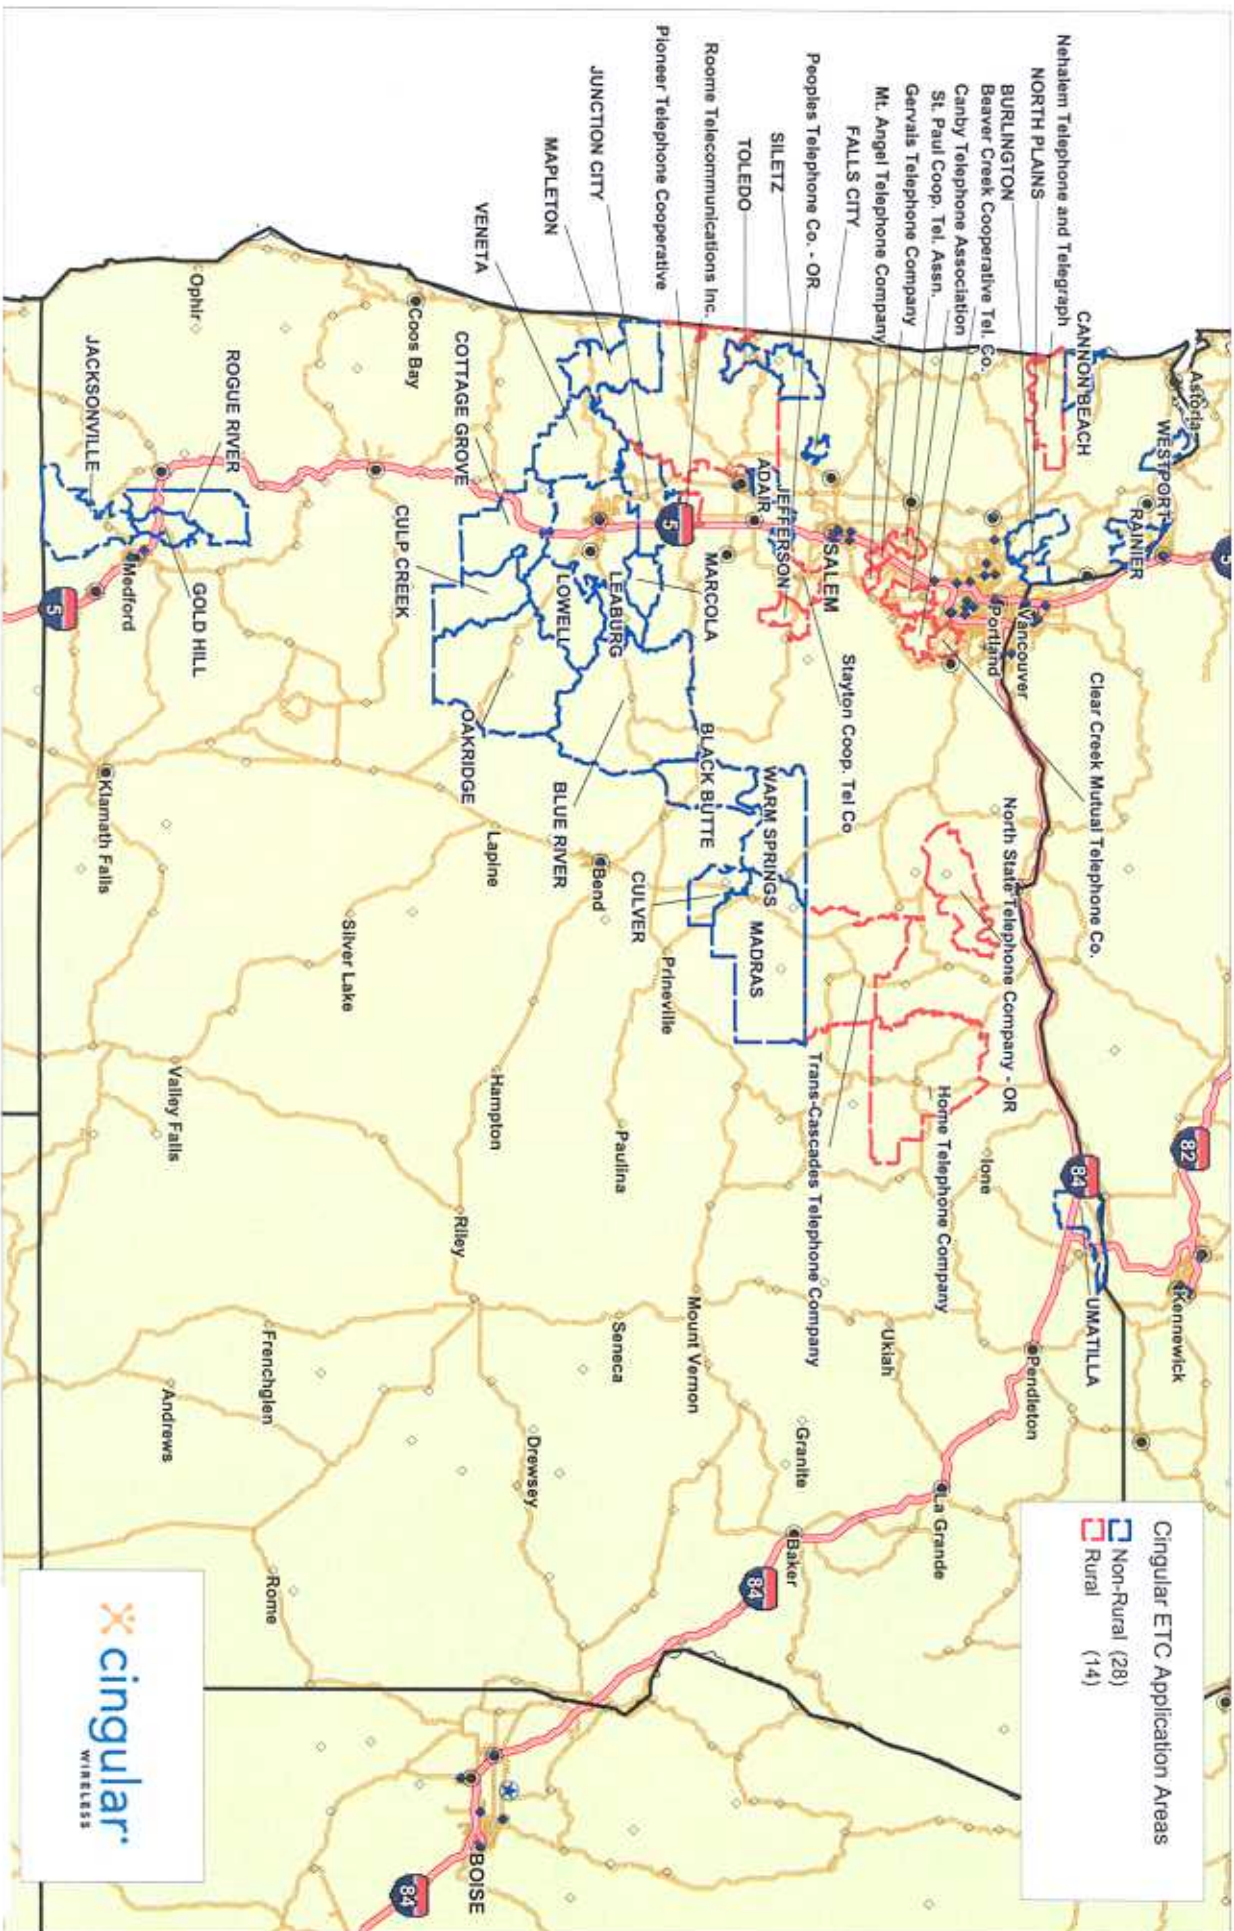 Nehalem Telephone and Telegraph
NORTH PLAINS
BURLINGTON
Beaver Creek Cooperative Tel. Co.
Canby Telephone Association
St. Paul Coop. Tel. Assn.
Gervais Telephone Company
Mt. Angel Telephone Company
FALLS CITY
Peoples Telephone Co. - OR
SILETZ
TOLEDO
Roome Telecommunications Inc.
Pioneer Telephone Cooperative
JUNCTION CITY
MAPLETON
VENETA
COTTAGE GROVE
Coos Bay
Ophir
ROGUE RIVER
JACKSONVILLE
CANNON BEACH
Astoria
WESTPORT
RAINIER
5
Vancouver
Portland
Clear Creek Mutual Telephone Co.
SALEM
JEFFERSON
ADAIR
Stayton Coop. Tel Co
5
MARCOLA
LEABURG
LOWELL
CULP CREEK
GOLD HILL
Medford
5
OAKRIDGE
BLUE RIVER
BLACK BUTTE
WARM SPRINGS
MADRAS
CULVER
Bend
Prineville
Lapine
Klamath Falls
Silver Lake
Valley Falls
Hampton
Paulina
Riley
North State Telephone Company - OR
Trans-Cascades Telephone Company
Home Telephone Company
Ione
82
84
Kennewick
UMATILLA
Pendleton
Ukiah
Mount Vernon
Seneca
Frenchglen
Andrews
Drewsey
Granite
La Grande
Baker
84
Rome
BOISE
84
Cingular ETC Application Areas
Non-Rural (28)
Rural (14)
cingular
WIRELESS